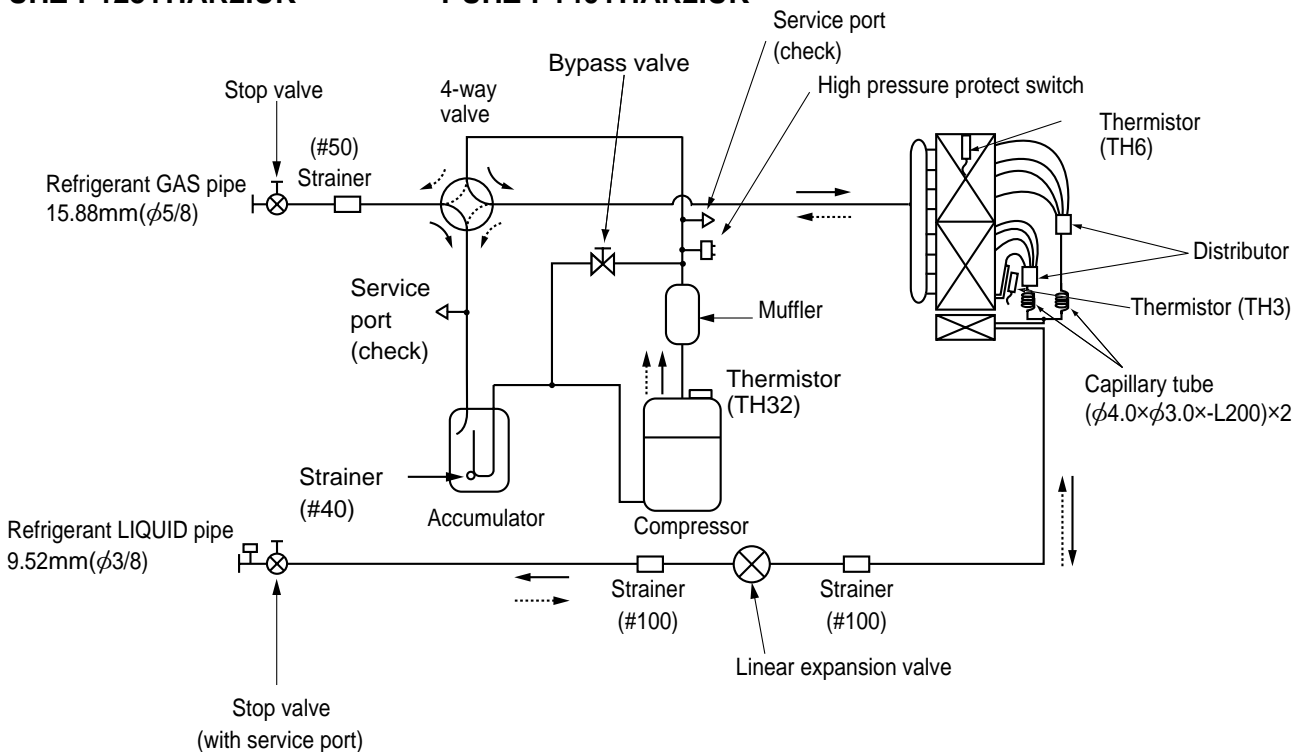 Service port
(check)
Bypass valve
High pressure protect switch
Stop valve
4-way
valve
Thermistor
(TH6)
(#50)
Strainer
Refrigerant GAS pipe
15.88mm(ϕ5/8)
Distributor
Service
port
(check)
Muffler
Thermistor (TH3)
Thermistor
(TH32)
Capillary tube
(ϕ4.0×ϕ3.0×-L200)×2
Strainer
(#40)
Accumulator
Compressor
Refrigerant LIQUID pipe
9.52mm(ϕ3/8)
Strainer
(#100)
Strainer
(#100)
Linear expansion valve
Stop valve
(with service port)